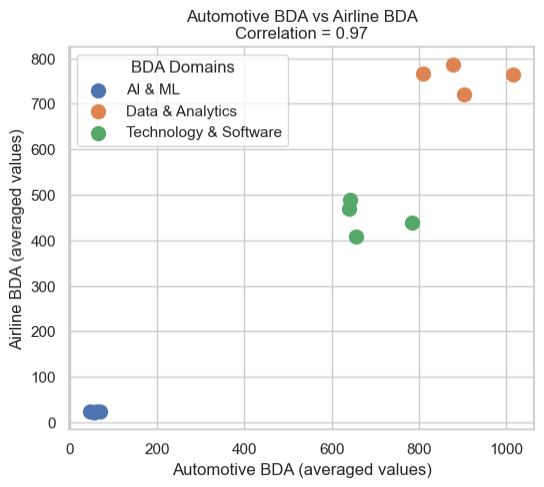 Automotive BDA vs Airline BDA
Correlation = 0.97
BDA Domains
AI & ML
Data & Analytics
Technology & Software
Airline BDA (averaged values)
800
700
600
500
400
300
200
100
0
0
200
400
600
800
1000
Automotive BDA (averaged values)